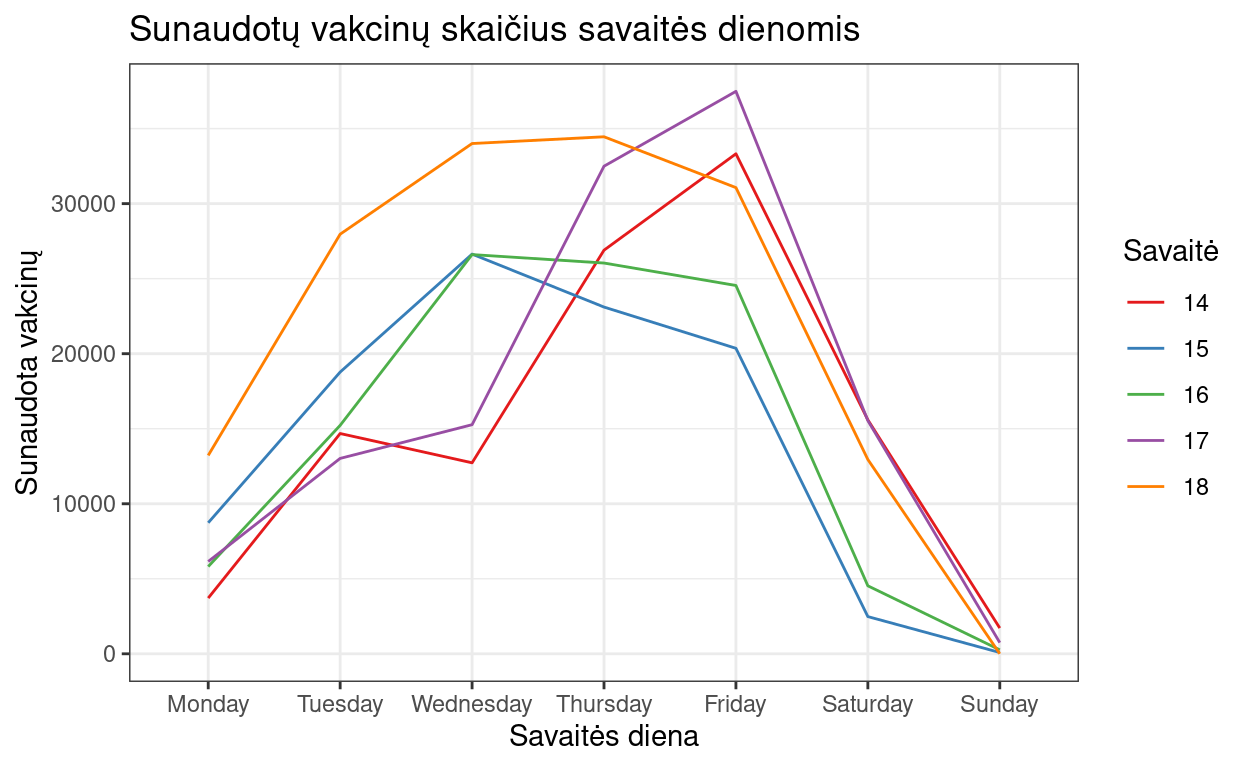 Sunaudotų vakcinų skaičius savaitės dienomis
Sunaudota vakcinų
30000
20000
10000
0
Monday Tuesday Wednesday Thursday Friday Saturday Sunday
Savaitės diena
Savaitė
14
15
16
17
18